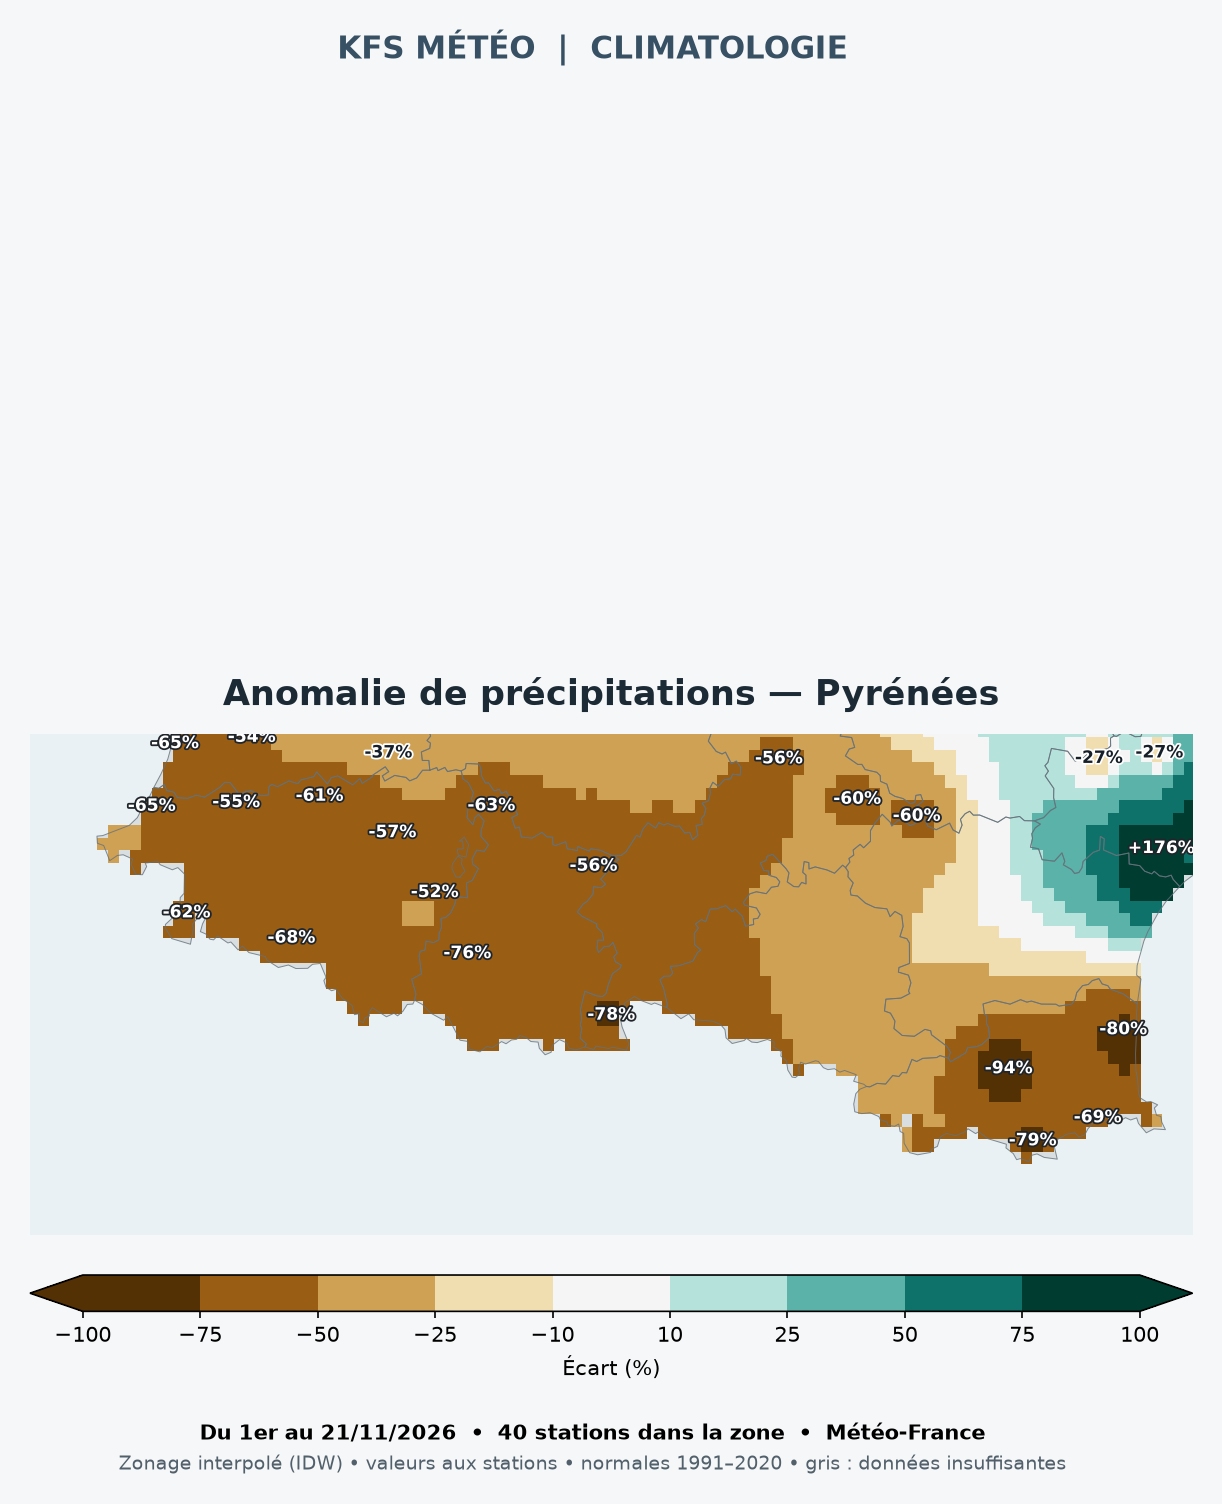 KFS MÉTÉO | CLIMATOLOGIE
Anomalie de précipitations — Pyrénées
-65% -54% -37% -56% -27% -27%
-65% -55% -61% -63% -60% -60%
-57% +176%
-56%
-52%
-62%
-68%
-76%
-78%
-80%
-94%
-69%
-79%
−100 −75 −50 −25 −10 10 25 50 75 100
Écart (%)
Du 1er au 21/11/2026 • 40 stations dans la zone • Météo-France
Zonage interpolé (IDW) • valeurs aux stations • normales 1991–2020 • gris : données insuffisantes